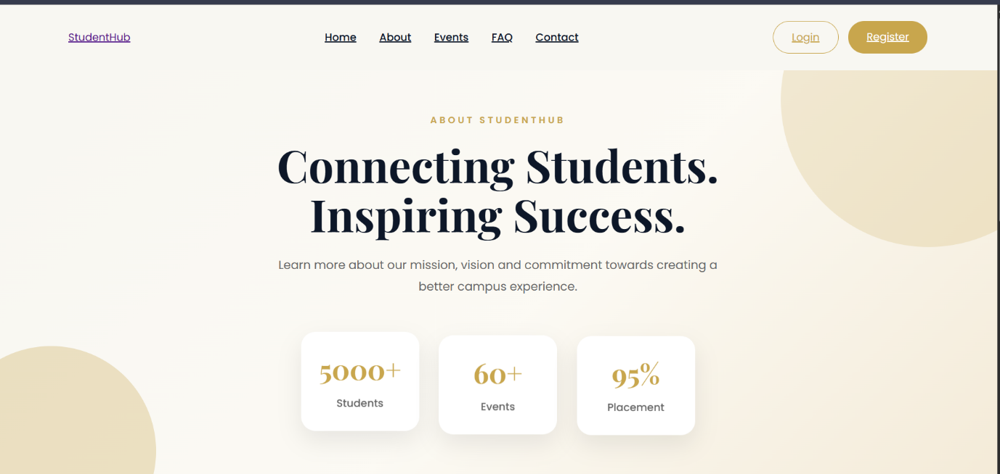 StudentHub
Home About Events FAQ Contact
Login Register
ABOUT STUDENTHUB
Connecting Students.
Inspiring Success.
Learn more about our mission, vision and commitment towards creating a
better campus experience.
5000+
Students
60+
Events
95%
Placement